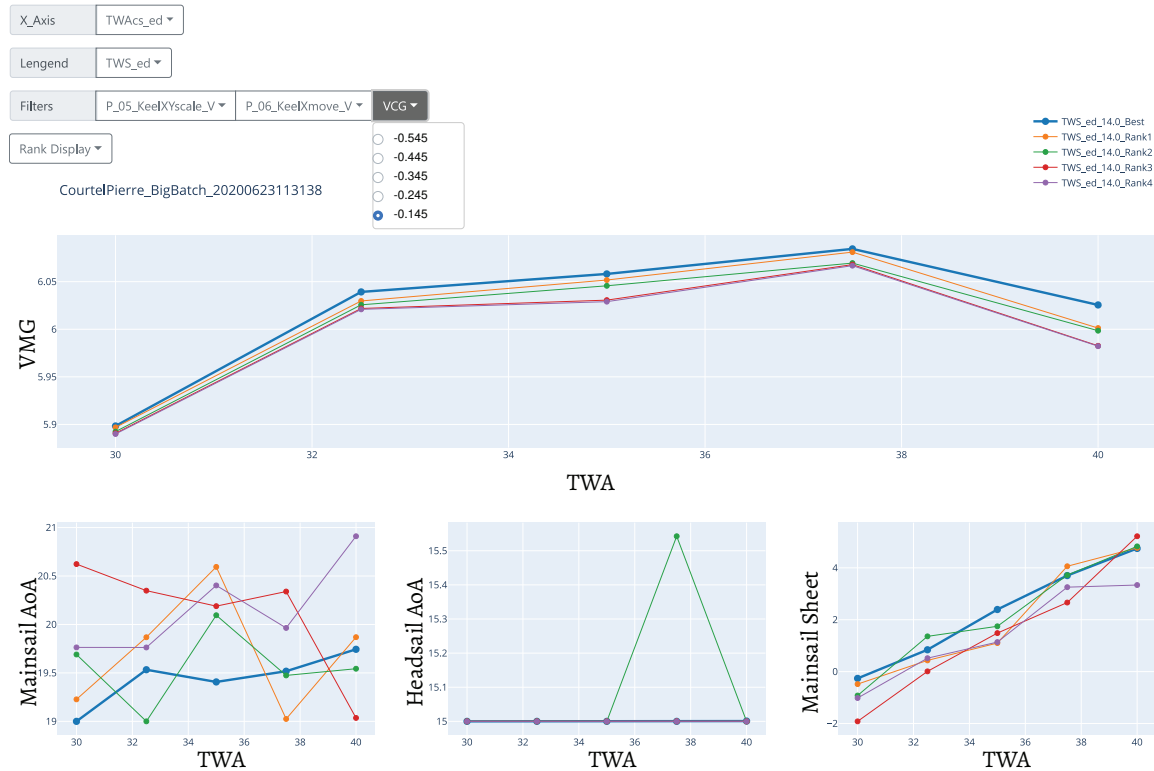 X_Axis TWAcs_ed
Lengend TWS_ed
Filters P_05_KeelXYscale_V P_06_KeelXmove_V VCG
-0.545
-0.445
-0.345
-0.245
-0.145
Rank Display
TWS_ed_14.0_Best
TWS_ed_14.0_Rank1
TWS_ed_14.0_Rank2
TWS_ed_14.0_Rank3
TWS_ed_14.0_Rank4
CourtelPierre_BigBatch_20200623113138
VMG
6.05
6
5.95
5.9
30 32 34 36 38 40
TWA
Mainsail AoA
21
20.5
20
19.5
19
30 32 34 36 38 40
TWA
Headsail AoA
15.5
15.4
15.3
15.2
15.1
15
30 32 34 36 38 40
TWA
Mainsail Sheet
4
2
0
−2
30 32 34 36 38 40
TWA